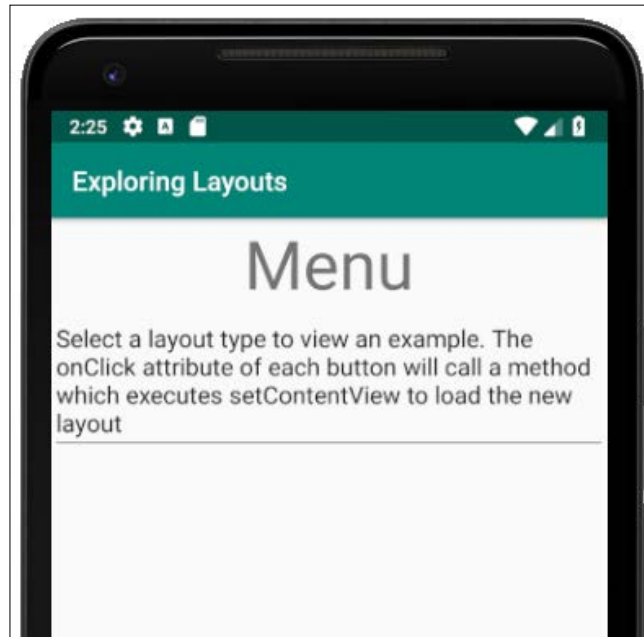 2:25
Exploring Layouts
Menu
Select a layout type to view an example. The
onClick attribute of each button will call a method
which executes setContentView to load the new
layout